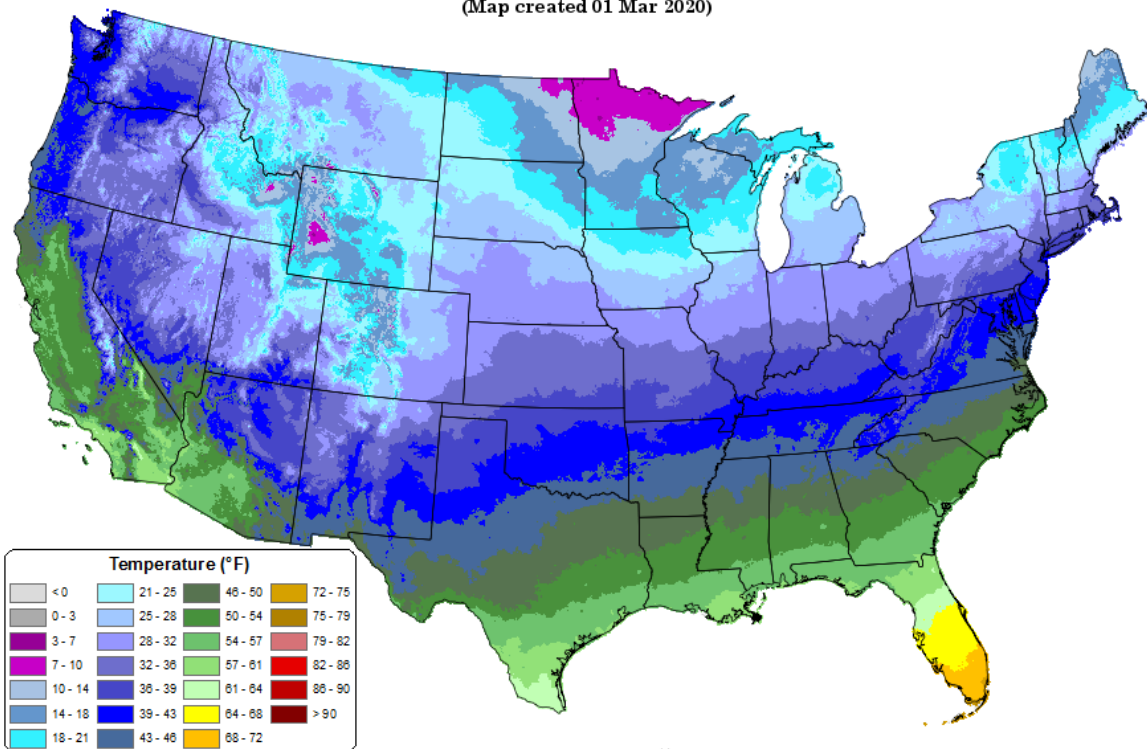 (Map created 01 Mar 2020)
Temperature (°F)
< 0
0 - 3
3 - 7
7 - 10
10 - 14
14 - 18
18 - 21
21 - 25
25 - 28
28 - 32
32 - 36
36 - 39
39 - 43
43 - 46
46 - 50
50 - 54
54 - 57
57 - 61
61 - 64
64 - 68
68 - 72
72 - 75
75 - 79
79 - 82
82 - 86
86 - 90
> 90